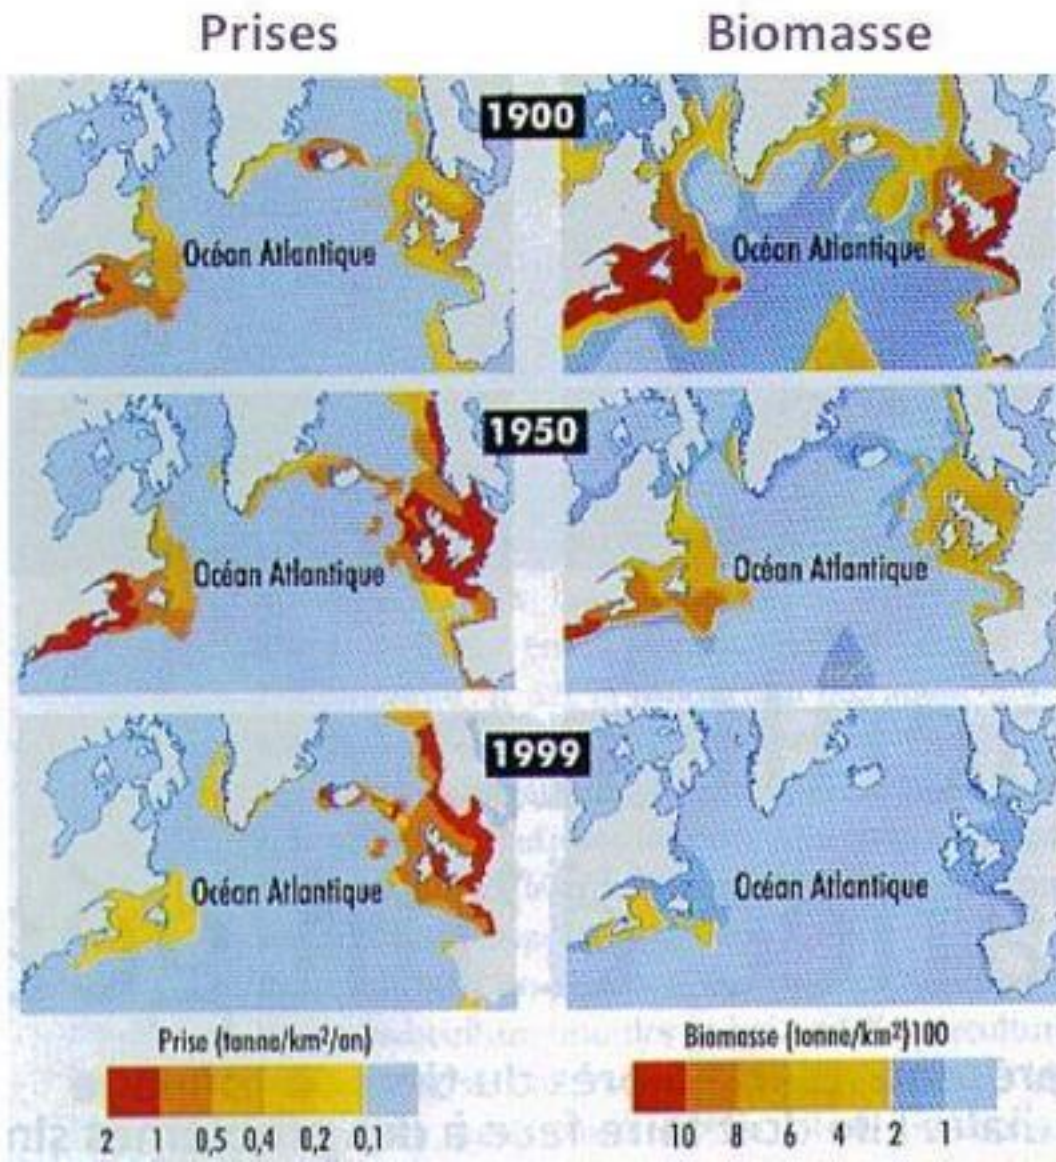 Prises
Biomasse
1900
Océan Atlantique
Océan Atlantique
1950
Océan Atlantique
Océan Atlantique
1999
Océan Atlantique
Océan Atlantique
Prise (tonne/km²/an)
Biomasse (tonne/km²)100
2 1 0,5 0,4 0,2 0,1
10 8 6 4 2 1